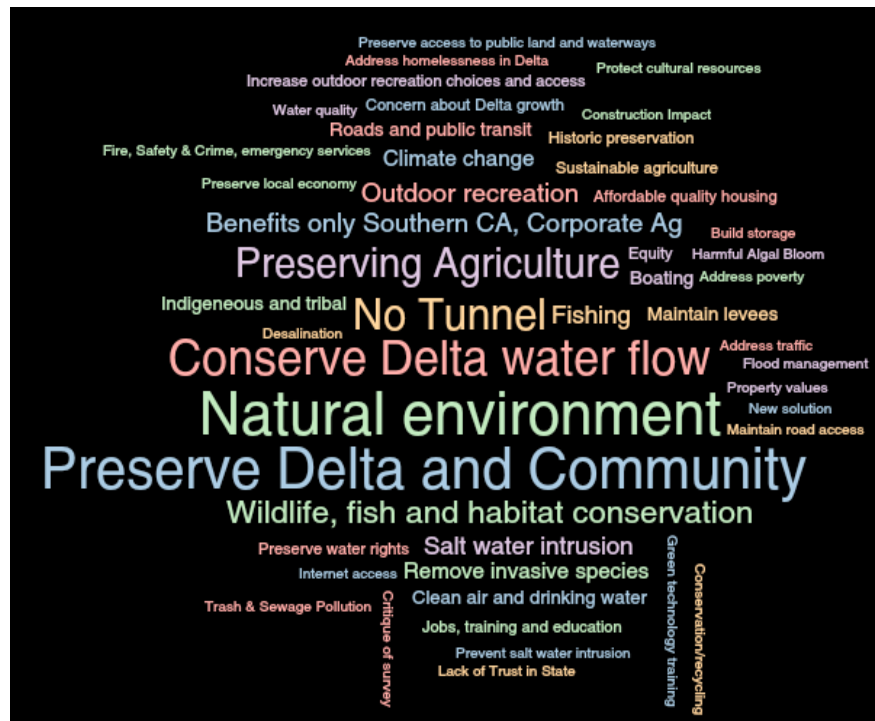 Preserve access to public land and waterways
Address homelessness in Delta
Protect cultural resources
Increase outdoor recreation choices and access
Water quality
Concern about Delta growth
Construction Impact
Roads and public transit
Historic preservation
Fire, Safety & Crime, emergency services
Climate change
Sustainable agriculture
Preserve local economy
Outdoor recreation
Affordable quality housing
Benefits only Southern CA, Corporate Ag
Build storage
Preserving Agriculture
Equity
Harmful Algal Bloom
Boating
Address poverty
Indigeneous and tribal
No Tunnel
Fishing
Maintain levees
Desalination
Conserve Delta water flow
Address traffic
Flood management
Natural environment
Property values
New solution
Maintain road access
Preserve Delta and Community
Wildlife, fish and habitat conservation
Preserve water rights
Salt water intrusion
Internet access
Remove invasive species
Green technology training
Conservation/recycling
Trash & Sewage Pollution
Critique of survey
Clean air and drinking water
Jobs, training and education
Prevent salt water intrusion
Lack of Trust in State